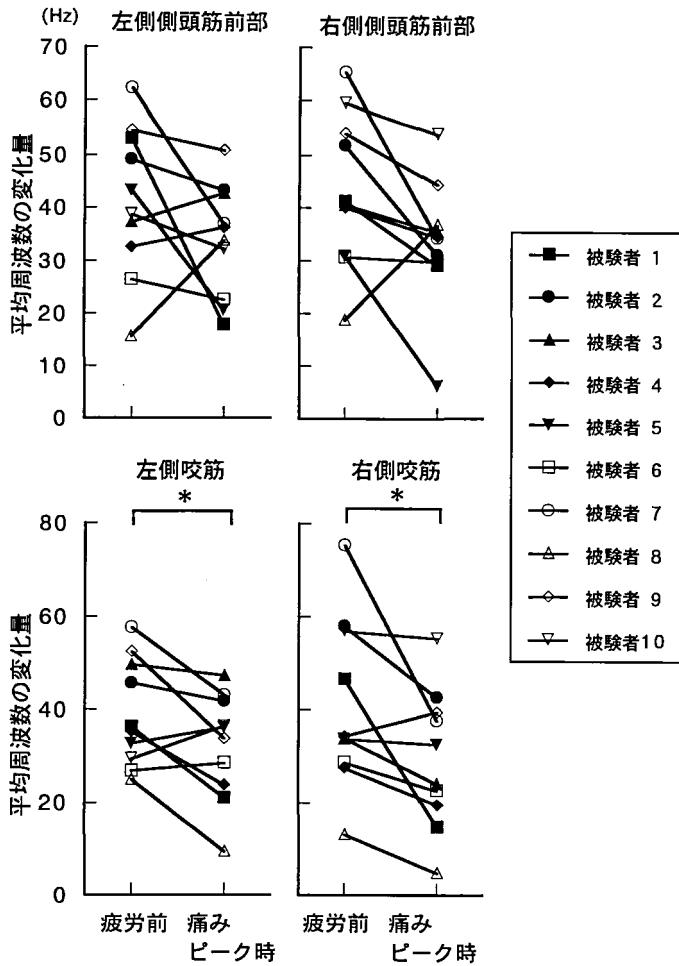 (Hz)
左側側頭筋前部
右側側頭筋前部
平均周波数の変化量
70
60
50
40
30
20
10
0
左側咬筋
右側咬筋
*
*
平均周波数の変化量
80
60
40
20
0
疲労前
痛み
ピーク時
疲労前
痛み
ピーク時
被験者 1
被験者 2
被験者 3
被験者 4
被験者 5
被験者 6
被験者 7
被験者 8
被験者 9
被験者10